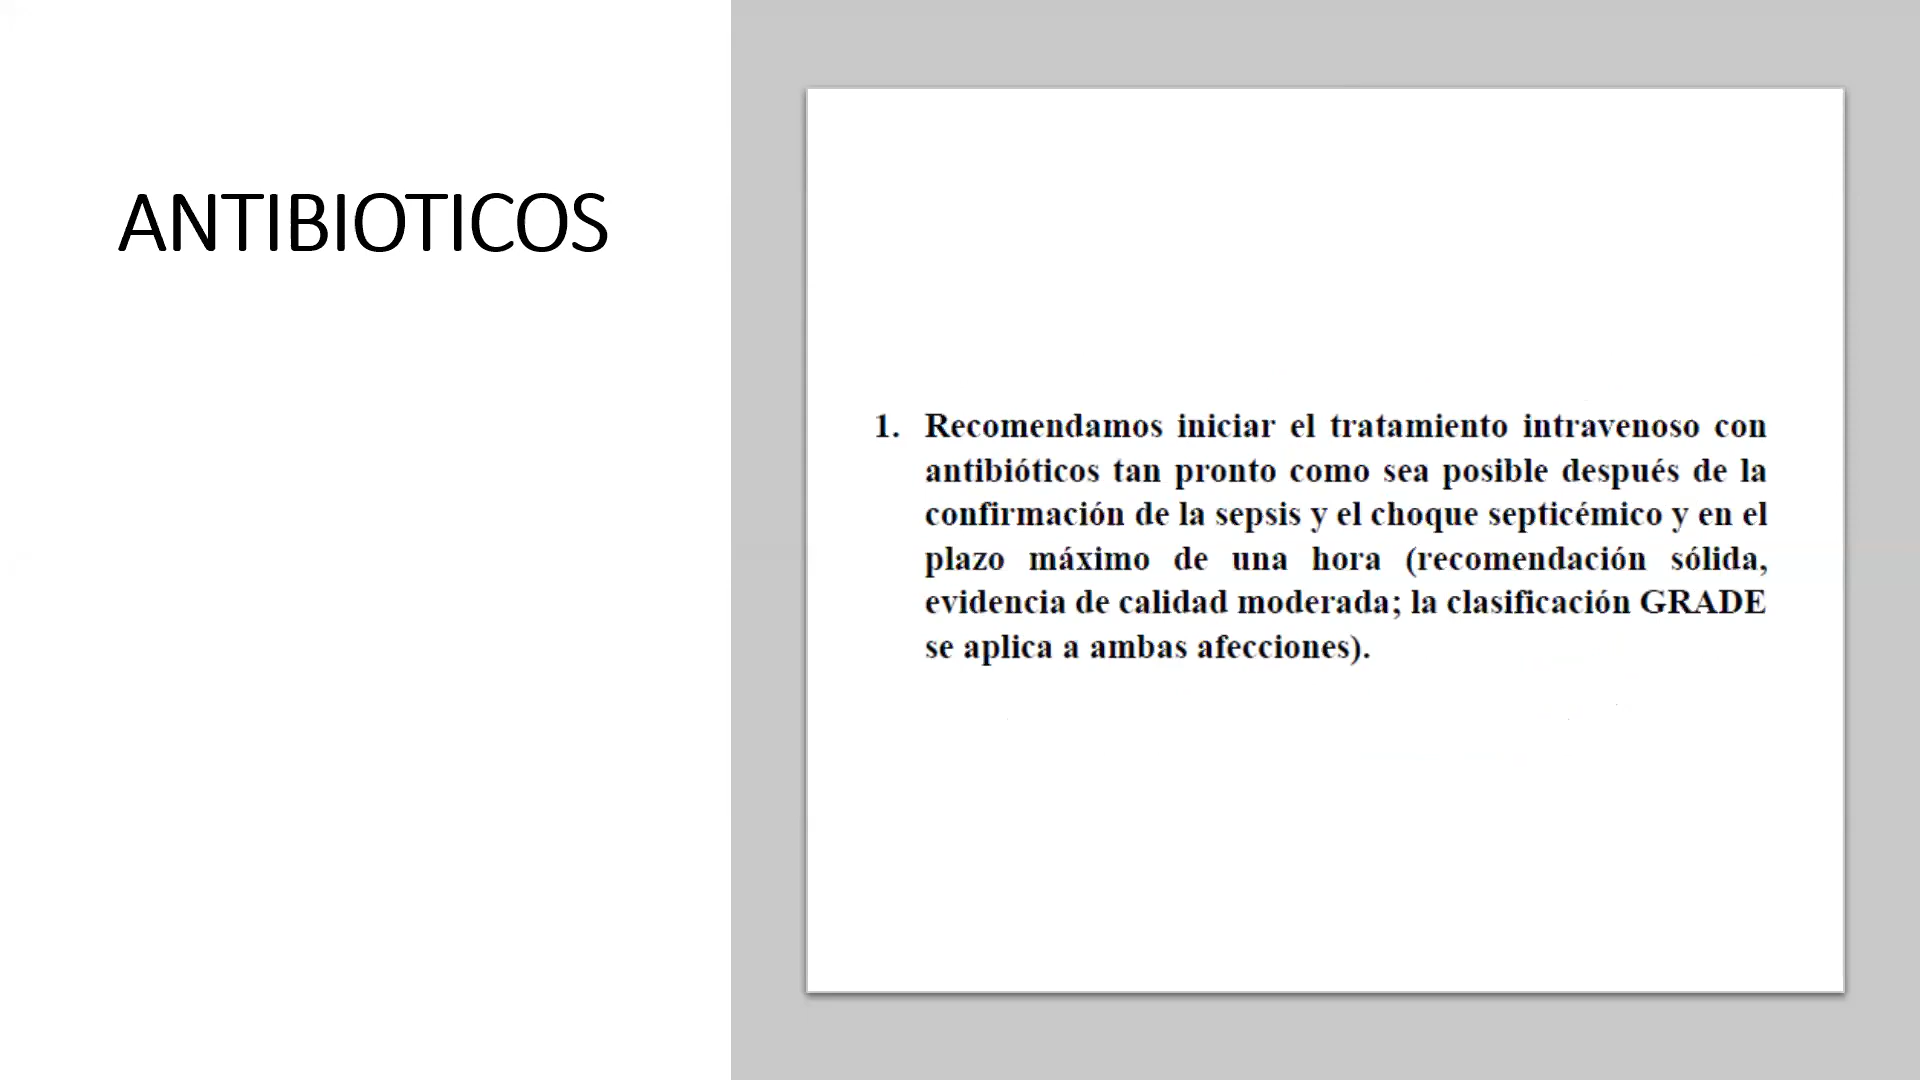 ANTIBIOTICOS
1. Recomendamos iniciar el tratamiento intravenoso con
antibióticos tan pronto como sea posible después de la
confirmación de la sepsis y el choque septicémico y en el
plazo máximo de una hora (recomendación sólida,
evidencia de calidad moderada; la clasificación GRADE
se aplica a ambas afecciones).